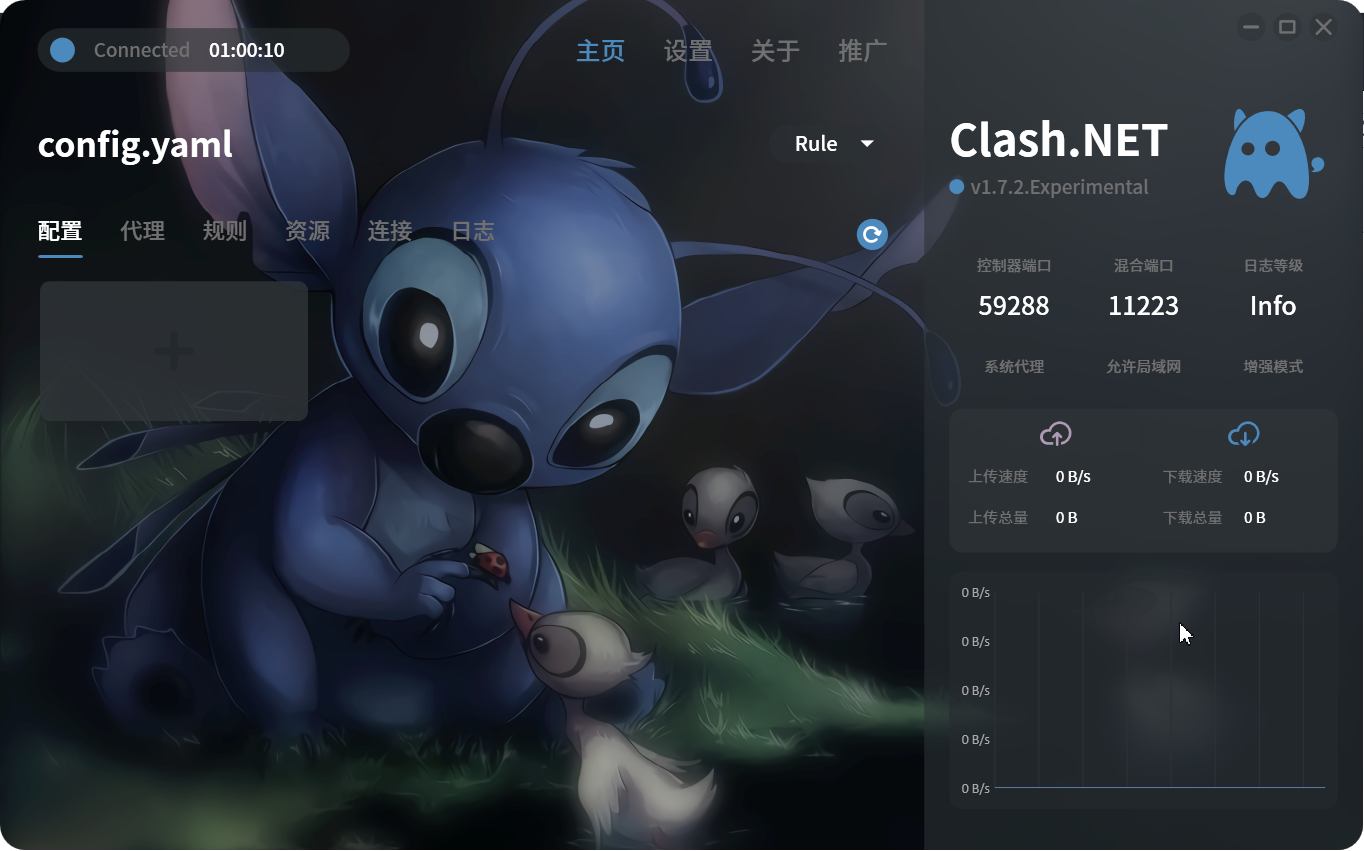 Connected 01:00:10
主页 设置 关于 推广
config.yaml
Rule
配置 代理 规则 资源 连接 日志
Clash.NET
v1.7.2.Experimental
控制器端口 混合端口 日志等级
59288 11223 Info
系统代理 允许局域网 增强模式
上传速度 0 B/s 下载速度 0 B/s
上传总量 0 B 下载总量 0 B
0 B/s
0 B/s
0 B/s
0 B/s
0 B/s